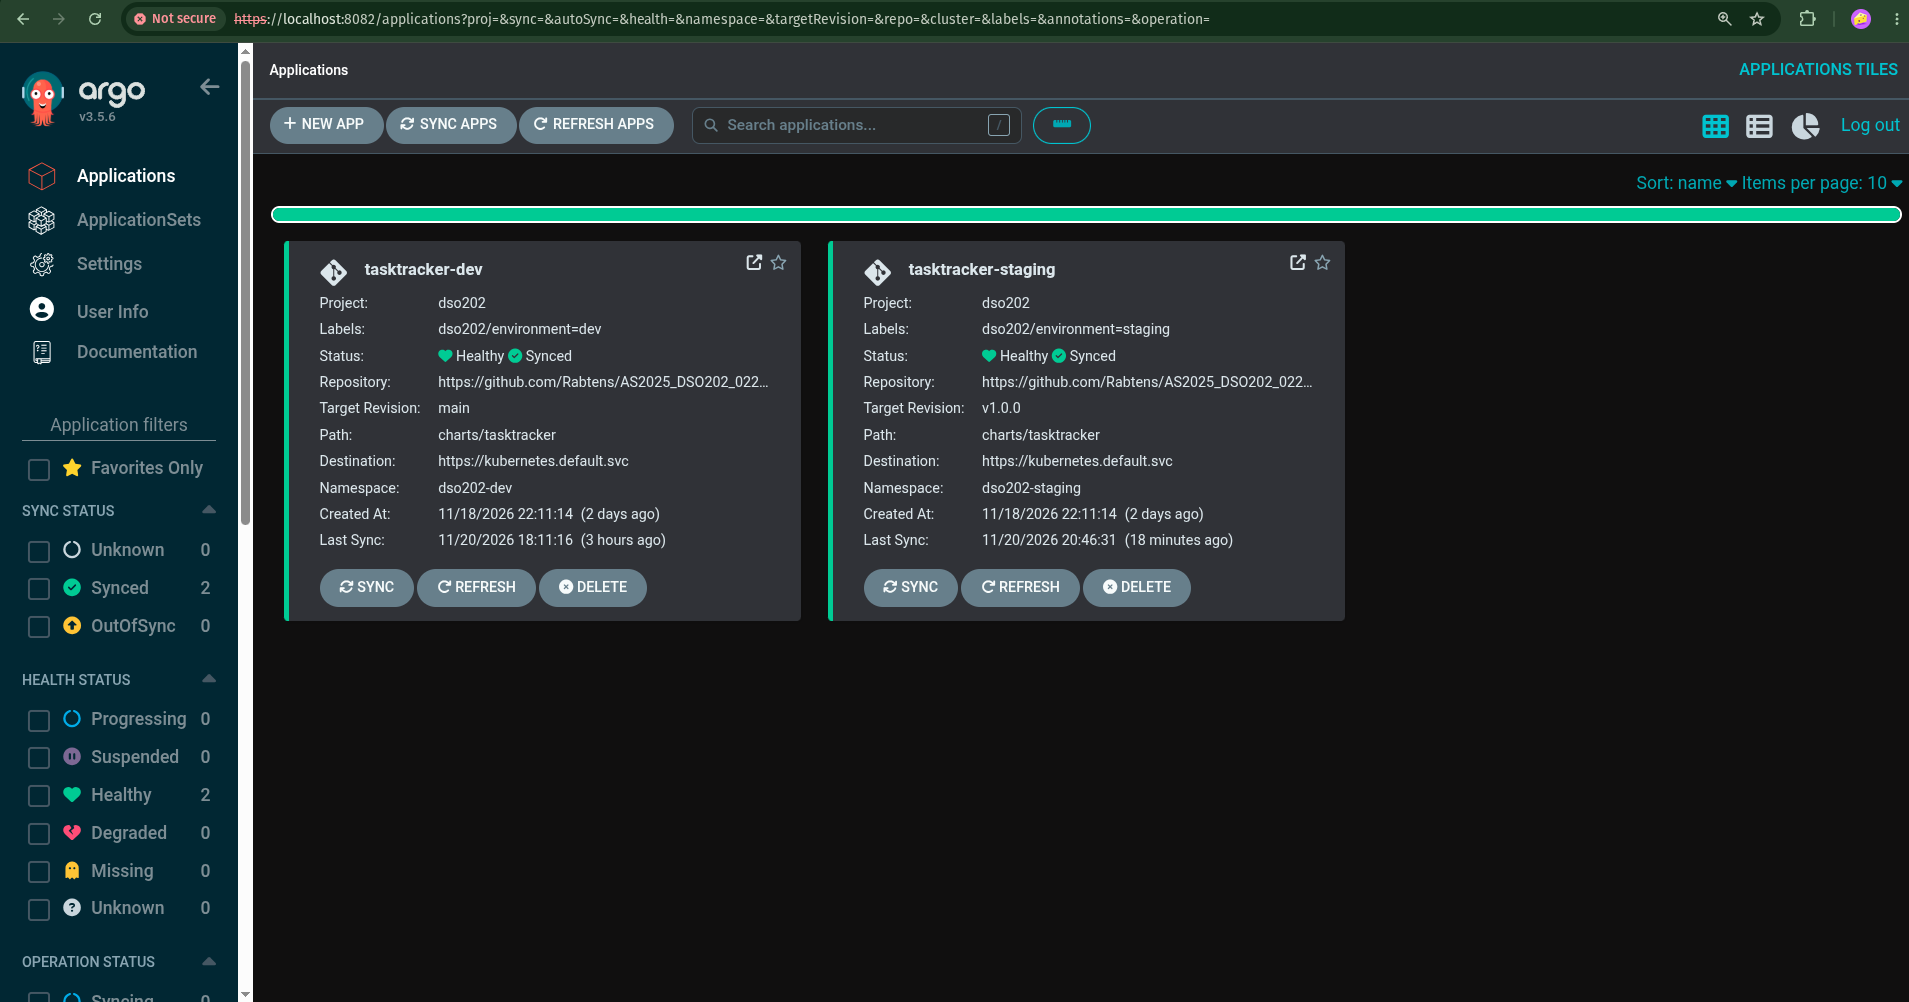 Not secure https://localhost:8082/applications?proj=&sync=&autoSync=&health=&namespace=&targetRevision=&repo=&cluster=&labels=&annotations=&operation=
argo
v3.5.6
Applications
ApplicationSets
Settings
User Info
Documentation
Application filters
Favorites Only
SYNC STATUS
Unknown 0
Synced 2
OutOfSync 0
HEALTH STATUS
Progressing 0
Suspended 0
Healthy 2
Degraded 0
Missing 0
Unknown 0
OPERATION STATUS
Syncing 0
Applications APPLICATIONS TILES
+ NEW APP SYNC APPS REFRESH APPS Search applications... / Log out
Sort: name Items per page: 10
tasktracker-dev
Project: dso202
Labels: dso202/environment=dev
Status: Healthy Synced
Repository: https://github.com/Rabtens/AS2025_DSO202_022...
Target Revision: main
Path: charts/tasktracker
Destination: https://kubernetes.default.svc
Namespace: dso202-dev
Created At: 11/18/2026 22:11:14 (2 days ago)
Last Sync: 11/20/2026 18:11:16 (3 hours ago)
SYNC REFRESH DELETE
tasktracker-staging
Project: dso202
Labels: dso202/environment=staging
Status: Healthy Synced
Repository: https://github.com/Rabtens/AS2025_DSO202_022...
Target Revision: v1.0.0
Path: charts/tasktracker
Destination: https://kubernetes.default.svc
Namespace: dso202-staging
Created At: 11/18/2026 22:11:14 (2 days ago)
Last Sync: 11/20/2026 20:46:31 (18 minutes ago)
SYNC REFRESH DELETE